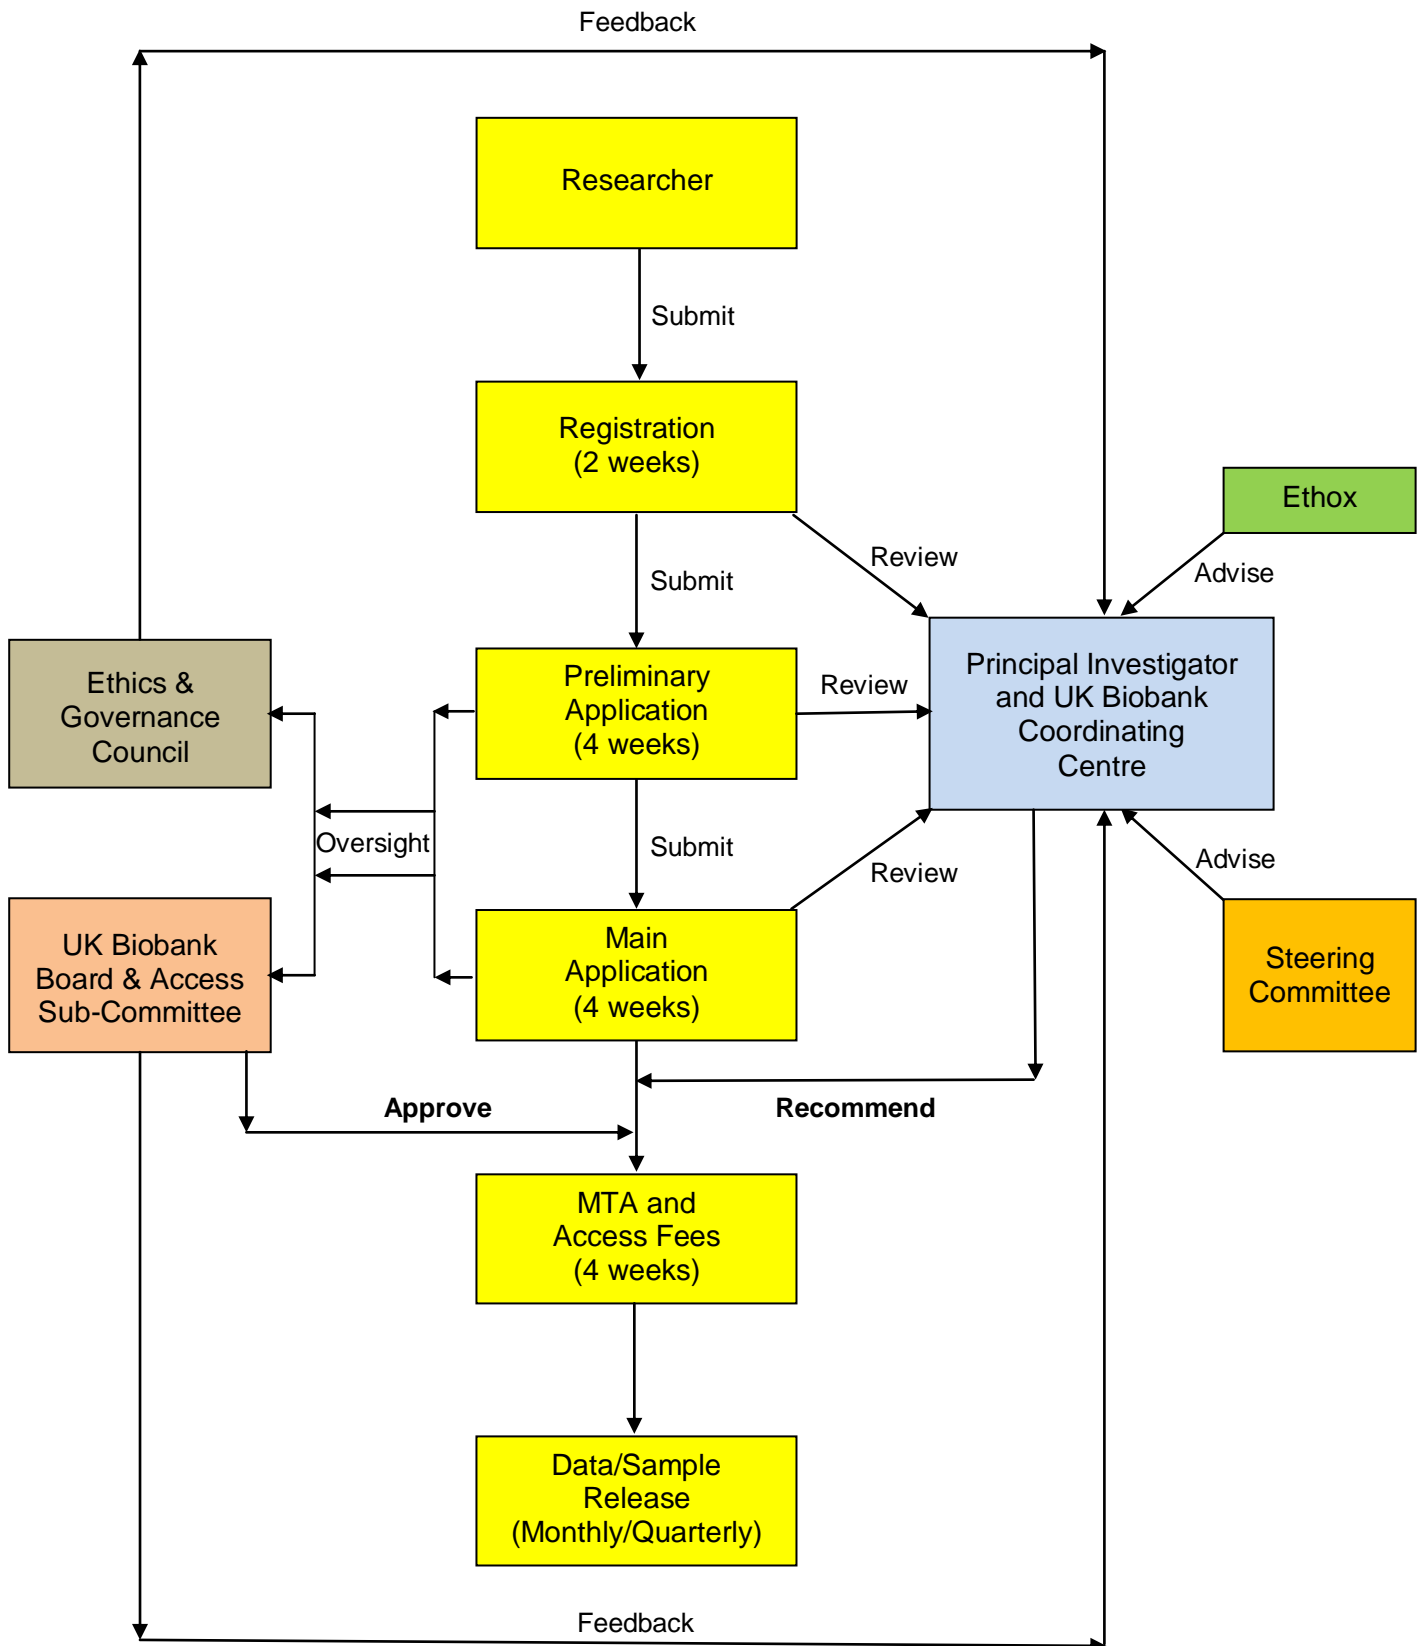 Feedback
Researcher
Submit
Registration
(2 weeks)
Ethox
Review
Advise
Submit
Ethics &
Governance
Council
Preliminary
Application
(4 weeks)
Review
Principal Investigator
and UK Biobank
Coordinating
Centre
Oversight
Submit
Review
Advise
UK Biobank
Board & Access
Sub-Committee
Main
Application
(4 weeks)
Steering
Committee
Approve
Recommend
MTA and
Access Fees
(4 weeks)
Data/Sample
Release
(Monthly/Quarterly)
Feedback